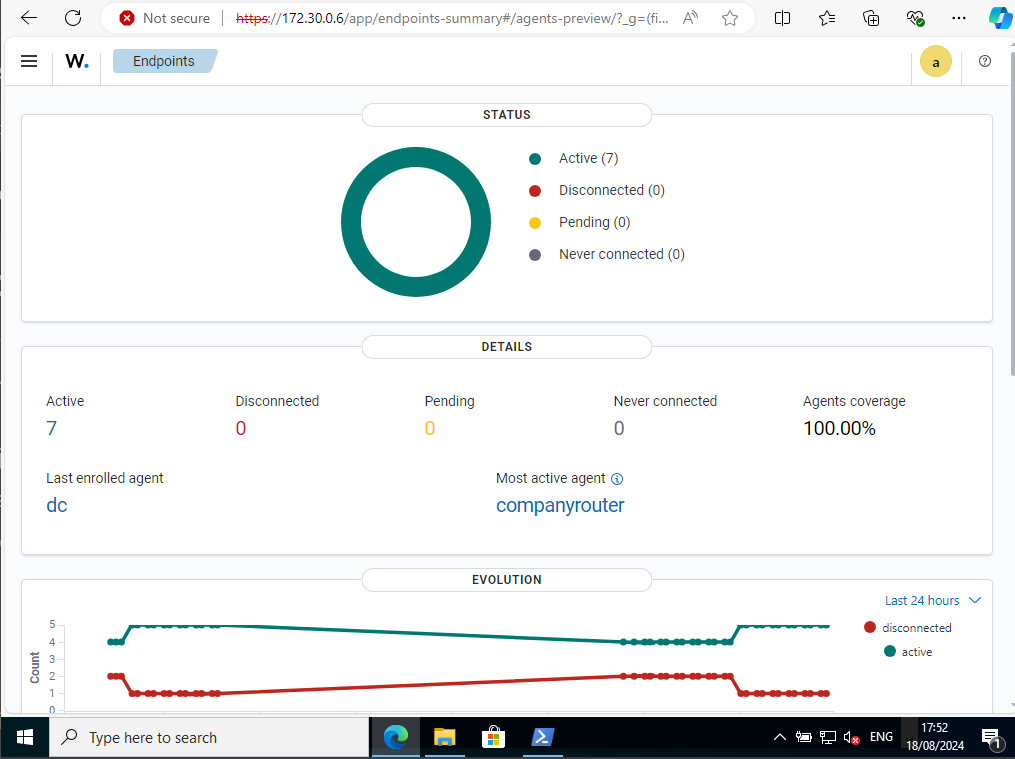 Not secure
https://172.30.0.6/app/endpoints-summary#/agents-preview/?_g=(fi...
W.
Endpoints
a
STATUS
Active (7)
Disconnected (0)
Pending (0)
Never connected (0)
DETAILS
Active
Disconnected
Pending
Never connected
Agents coverage
7
0
0
0
100.00%
Last enrolled agent
Most active agent
dc
companyrouter
EVOLUTION
Last 24 hours
5
4
3
2
1
0
Count
disconnected
active
Type here to search
ENG
17:52
18/08/2024
1